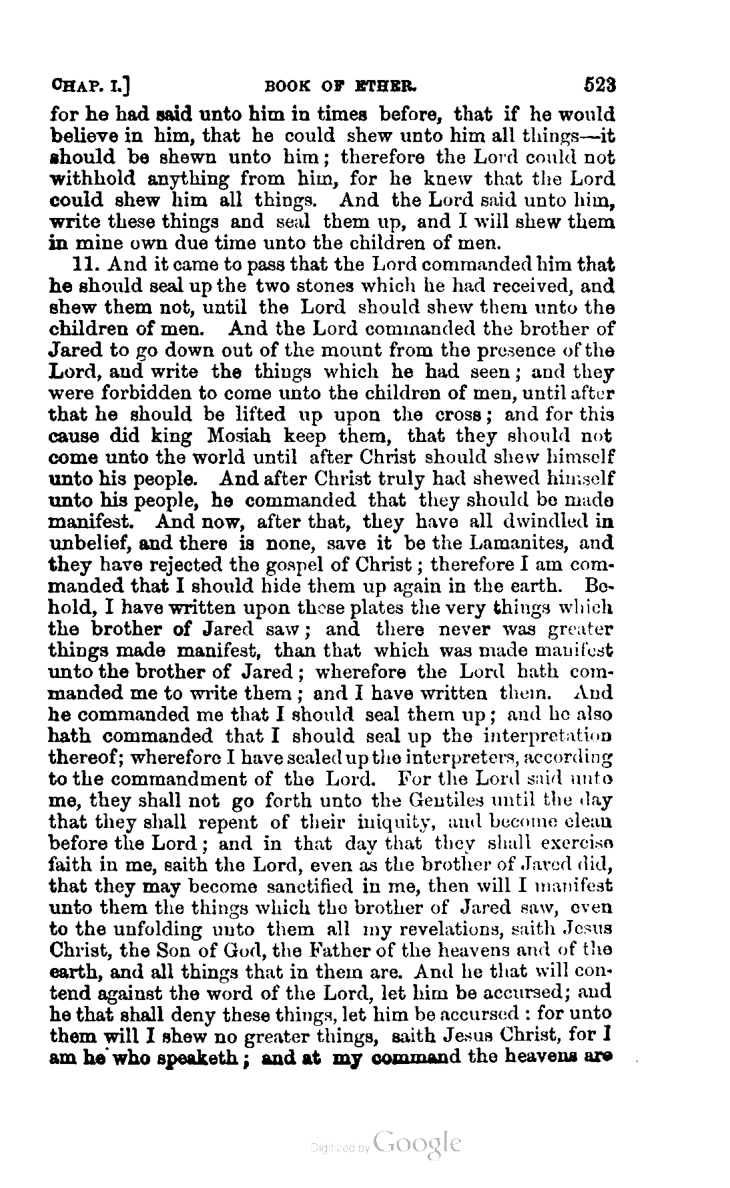 CHAP. I.] BOOK OF ETHER. 523
for he had said unto him in times before, that if he would
believe in him, that he could shew unto him all things—it
should be shewn unto him; therefore the Lord could not
withhold anything from him, for he knew that the Lord
could shew him all things. And the Lord said unto him,
write these things and seal them up, and I will shew them
in mine own due time unto the children of men.
11. And it came to pass that the Lord commanded him that
he should seal up the two stones which he had received, and
shew them not, until the Lord should shew them unto the
children of men. And the Lord commanded the brother of
Jared to go down out of the mount from the presence of the
Lord, and write the things which he had seen; and they
were forbidden to come unto the children of men, until after
that he should be lifted up upon the cross; and for this
cause did king Mosiah keep them, that they should not
come unto the world until after Christ should shew himself
unto his people. And after Christ truly had shewed himself
unto his people, he commanded that they should be made
manifest. And now, after that, they have all dwindled in
unbelief, and there is none, save it be the Lamanites, and
they have rejected the gospel of Christ; therefore I am com-
manded that I should hide them up again in the earth. Be-
hold, I have written upon these plates the very things which
the brother of Jared saw; and there never was greater
things made manifest, than that which was made manifest
unto the brother of Jared; wherefore the Lord hath com-
manded me to write them; and I have written them. And
he commanded me that I should seal them up; and he also
hath commanded that I should seal up the interpretation
thereof; wherefore I have sealed up the interpreters, according
to the commandment of the Lord. For the Lord said unto
me, they shall not go forth unto the Gentiles until the day
that they shall repent of their iniquity, and become clean
before the Lord; and in that day that they shall exercise
faith in me, saith the Lord, even as the brother of Jared did,
that they may become sanctified in me, then will I manifest
unto them the things which the brother of Jared saw, even
to the unfolding unto them all my revelations, saith Jesus
Christ, the Son of God, the Father of the heavens and of the
earth, and all things that in them are. And he that will con-
tend against the word of the Lord, let him be accursed; and
he that shall deny these things, let him be accursed: for unto
them will I shew no greater things, saith Jesus Christ, for I
am he who speaketh; and at my command the heavens are
Digitized by Google